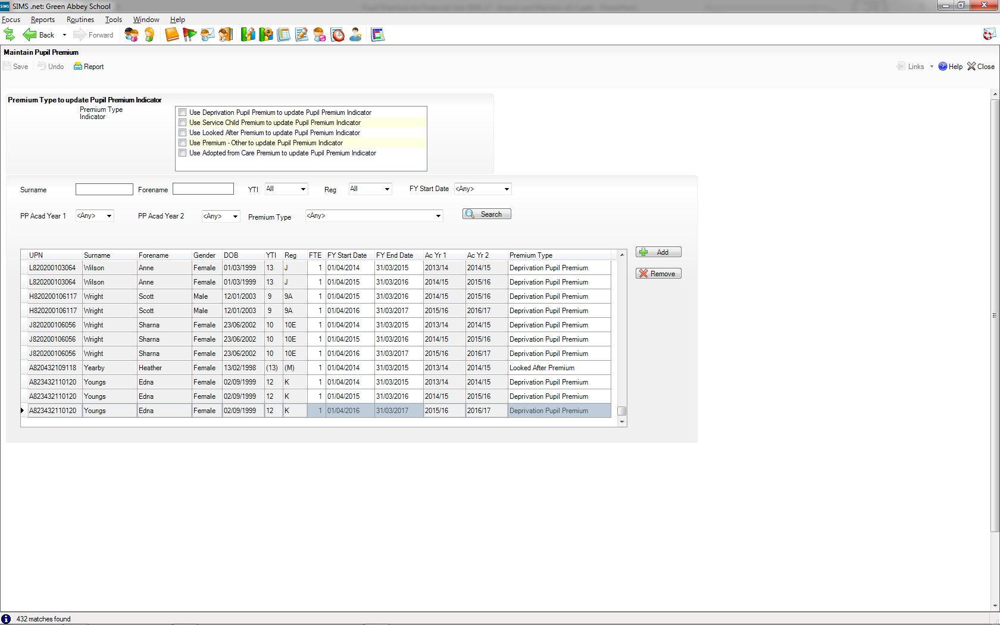 SIMS .net: Green Abbey School
Focus Reports Routines Tools Window Help
Back Forward
Maintain Pupil Premium
Save Undo Report Links Help Close
Premium Type to update Pupil Premium Indicator
Premium Type
Indicator
Use Deprivation Pupil Premium to update Pupil Premium Indicator
Use Service Child Premium to update Pupil Premium Indicator
Use Looked After Premium to update Pupil Premium Indicator
Use Premium - Other to update Pupil Premium Indicator
Use Adopted from Care Premium to update Pupil Premium Indicator
Surname Forename YTI All Reg All FY Start Date <Any>
PP Acad Year 1 <Any> PP Acad Year 2 <Any> Premium Type <Any> Search
UPN Surname Forename Gender DOB YTI Reg FTE FY Start Date FY End Date Ac Yr 1 Ac Yr 2 Premium Type
L820200103064 Wilson Anne Female 01/03/1999 13 J 1 01/04/2014 31/03/2015 2013/14 2014/15 Deprivation Pupil Premium
L820200103064 Wilson Anne Female 01/03/1999 13 J 1 01/04/2015 31/03/2016 2014/15 2015/16 Deprivation Pupil Premium
H820200106117 Wright Scott Male 12/01/2003 9 9A 1 01/04/2015 31/03/2016 2014/15 2015/16 Deprivation Pupil Premium
H820200106117 Wright Scott Male 12/01/2003 9 9A 1 01/04/2016 31/03/2017 2015/16 2016/17 Deprivation Pupil Premium
J820200106056 Wright Sharna Female 23/06/2002 10 10E 1 01/04/2014 31/03/2015 2013/14 2014/15 Deprivation Pupil Premium
J820200106056 Wright Sharna Female 23/06/2002 10 10E 1 01/04/2015 31/03/2016 2014/15 2015/16 Deprivation Pupil Premium
J820200106056 Wright Sharna Female 23/06/2002 10 10E 1 01/04/2016 31/03/2017 2015/16 2016/17 Deprivation Pupil Premium
A820432109118 Yearby Heather Female 13/02/1998 (13) (M) 1 01/04/2014 31/03/2015 2013/14 2014/15 Looked After Premium
A823432110120 Youngs Edna Female 02/09/1999 12 K 1 01/04/2014 31/03/2015 2013/14 2014/15 Deprivation Pupil Premium
A823432110120 Youngs Edna Female 02/09/1999 12 K 1 01/04/2015 31/03/2016 2014/15 2015/16 Deprivation Pupil Premium
A823432110120 Youngs Edna Female 02/09/1999 12 K 1 01/04/2016 31/03/2017 2015/16 2016/17 Deprivation Pupil Premium
Add
Remove
432 matches found